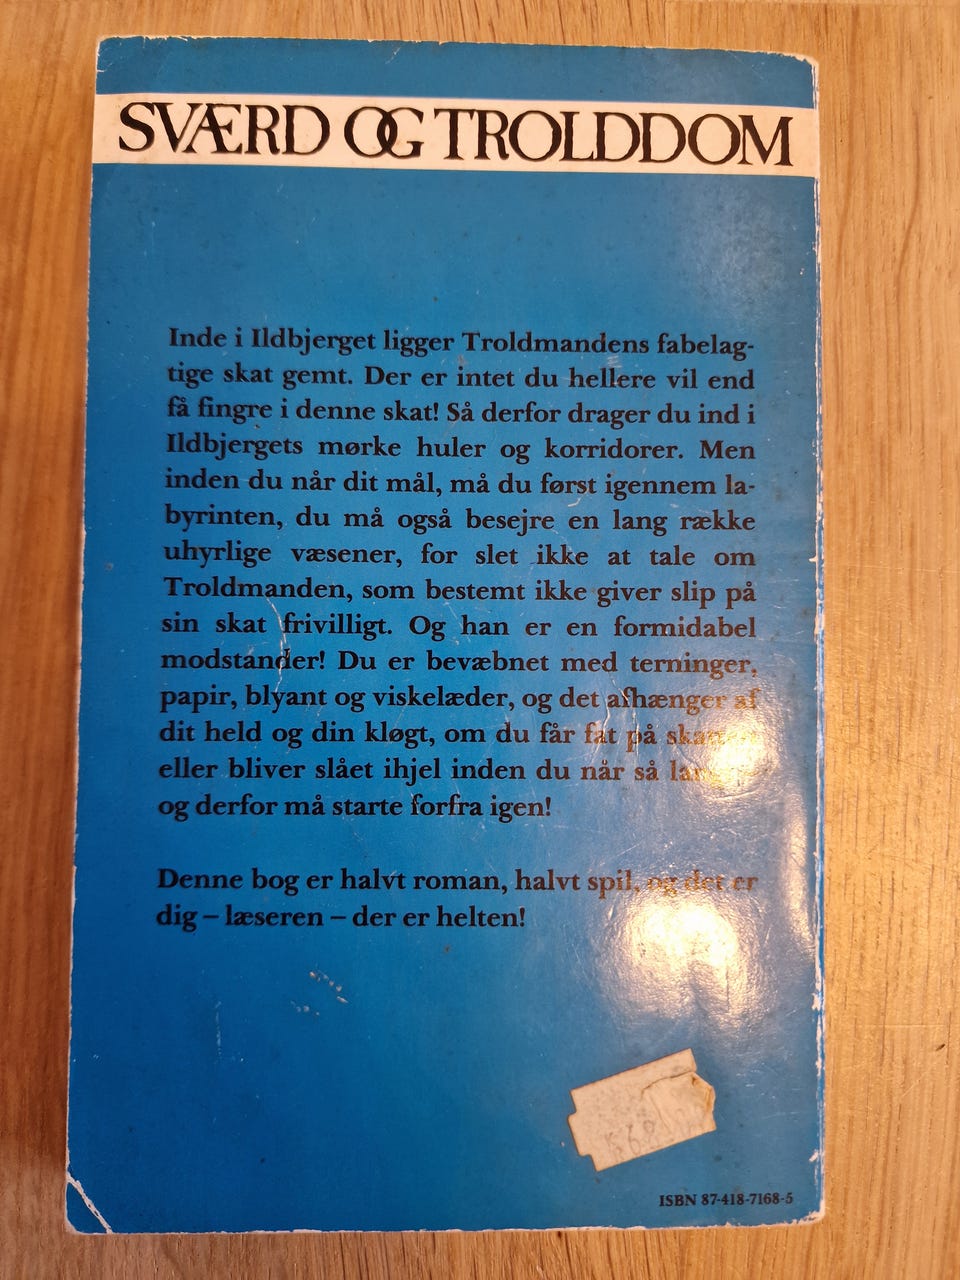 SVÆRD OG TROLDDOM
Inde i Ildbjerget ligger Troldmandens fabelag-
tige skat gemt. Der er intet du hellere vil end
få fingre i denne skat! Så derfor drager du ind i
Ildbjergets mørke huler og korridorer. Men
inden du når dit mål, må du først igennem la-
byrinten, du må også besejre en lang række
uhyrlige væsener, for slet ikke at tale om
Troldmanden, som bestemt ikke giver slip på
sin skat frivilligt. Og han er en formidabel
modstander! Du er bevæbnet med terninger,
papir, blyant og viskelæder, og det afhænger af
dit held og din kløgt, om du får fat på
eller bliver slået ihjel inden du når så
og derfor må starte forfra igen!
Denne bog er halvt roman, halvt spil, og det er
dig – læseren – der er helten!
ISBN 87-418-7168-5